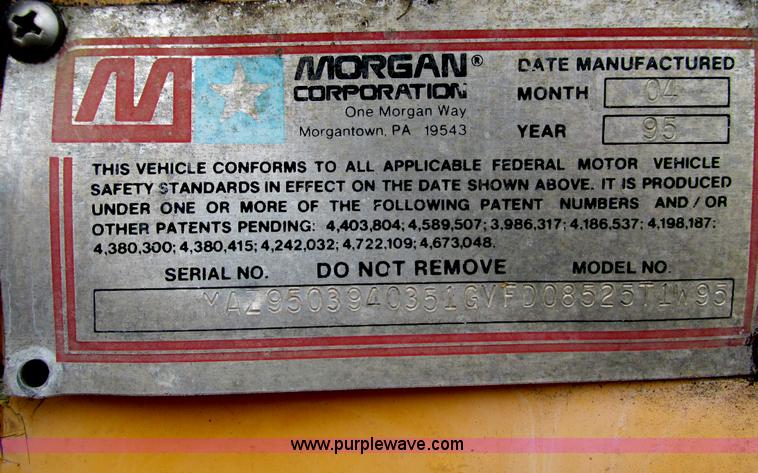 MORGAN®
CORPORATION
One Morgan Way
Morgantown, PA 19543
DATE MANUFACTURED
MONTH 04
YEAR 95
THIS VEHICLE CONFORMS TO ALL APPLICABLE FEDERAL MOTOR VEHICLE
SAFETY STANDARDS IN EFFECT ON THE DATE SHOWN ABOVE. IT IS PRODUCED
UNDER ONE OR MORE OF THE FOLLOWING PATENT NUMBERS AND / OR
OTHER PATENTS PENDING: 4,403,804; 4,589,507; 3,986,317; 4,186,537; 4,198,187;
4,380,300; 4,380,415; 4,242,032; 4,722,109; 4,673,048.
SERIAL NO. DO NOT REMOVE MODEL NO.
MAZ9503940351GVFD08525T1W95
www.purplewave.com